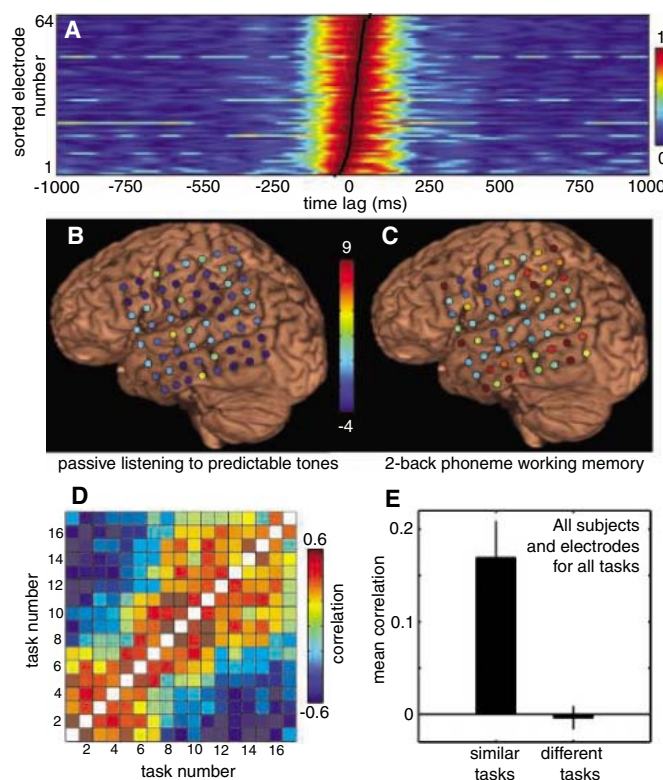 A
64
sorted electrode
number
1
1
0
-1000 -750 -550 -250 0 250 500 750 1000
time lag (ms)
B
9
-4
C
passive listening to predictable tones
2-back phoneme working memory
D
task number
16
14
12
10
8
6
4
2
2 4 6 8 10 12 14 16
task number
0.6
correlation
-0.6
E
All subjects
and electrodes
for all tasks
mean correlation
0.2
0.1
0
similar
tasks
different
tasks